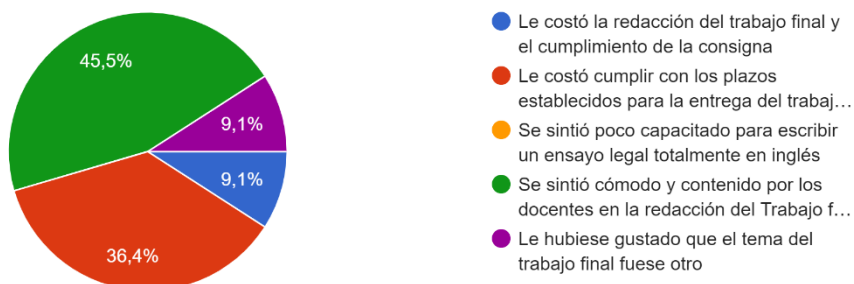 45,5%
9,1%
9,1%
36,4%
Le costó la redacción del trabajo final y
el cumplimiento de la consigna
Le costó cumplir con los plazos
establecidos para la entrega del trabaj…
Se sintió poco capacitado para escribir
un ensayo legal totalmente en inglés
Se sintió cómodo y contenido por los
docentes en la redacción del Trabajo f…
Le hubiese gustado que el tema del
trabajo final fuese otro